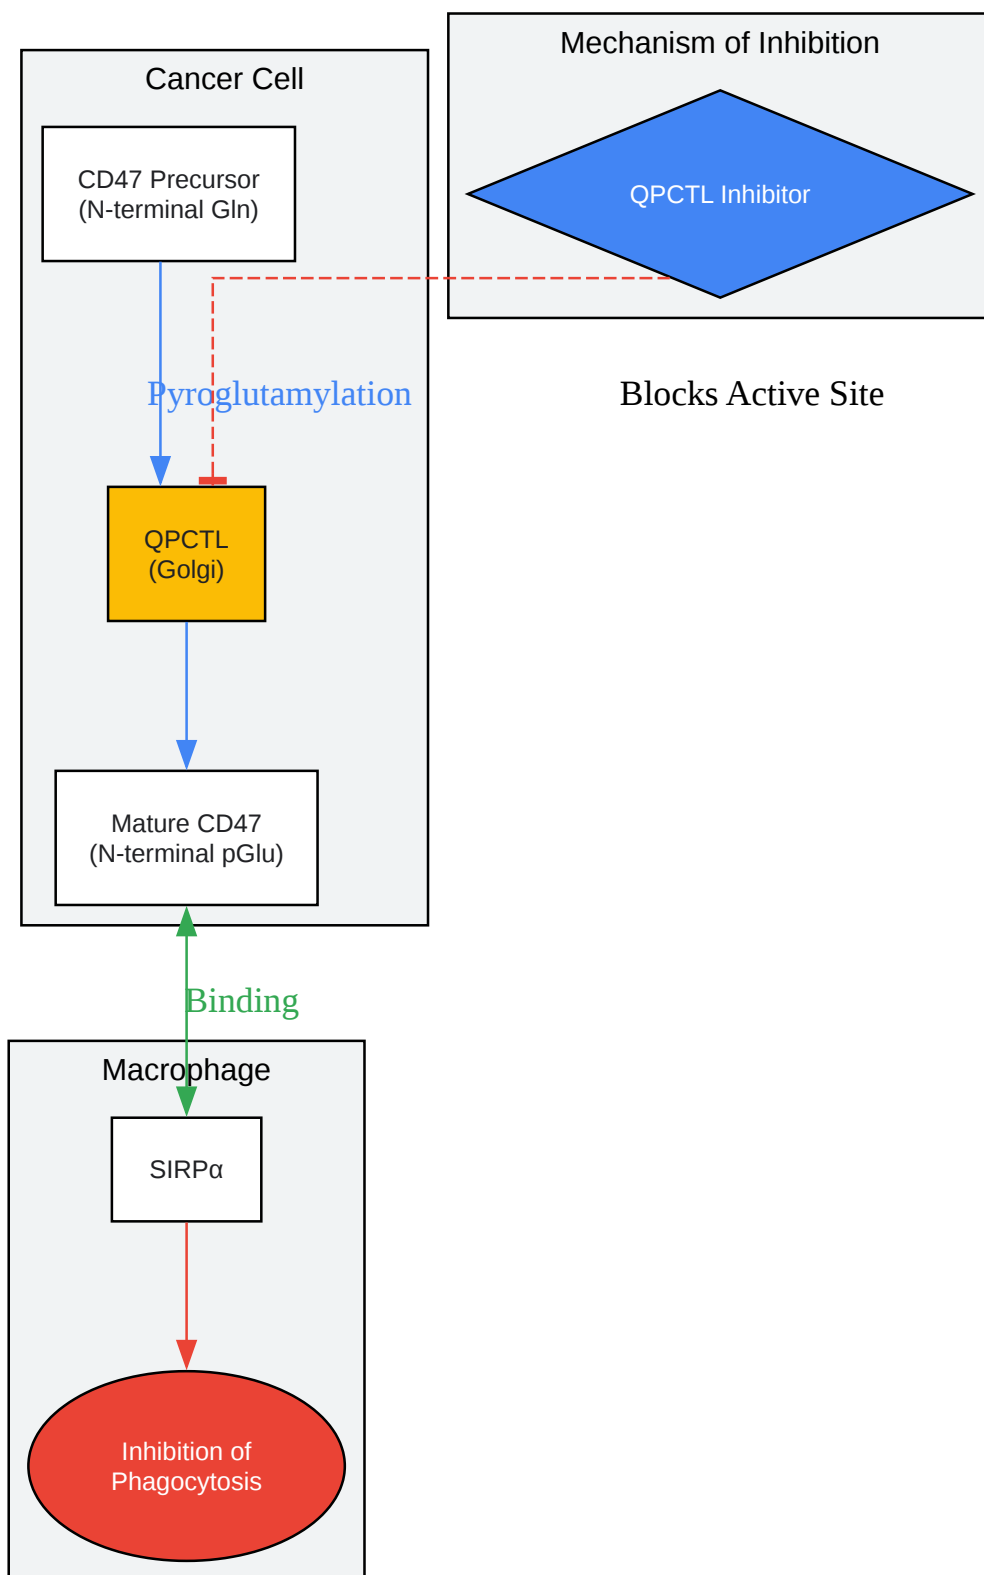 Mechanism of Inhibition
Cancer Cell
CD47 Precursor
(N-terminal Gln)
QPCTL Inhibitor
Pyroglutamylation
Blocks Active Site
QPCTL
(Golgi)
Mature CD47
(N-terminal pGlu)
Binding
Macrophage
SIRPα
Inhibition of
Phagocytosis